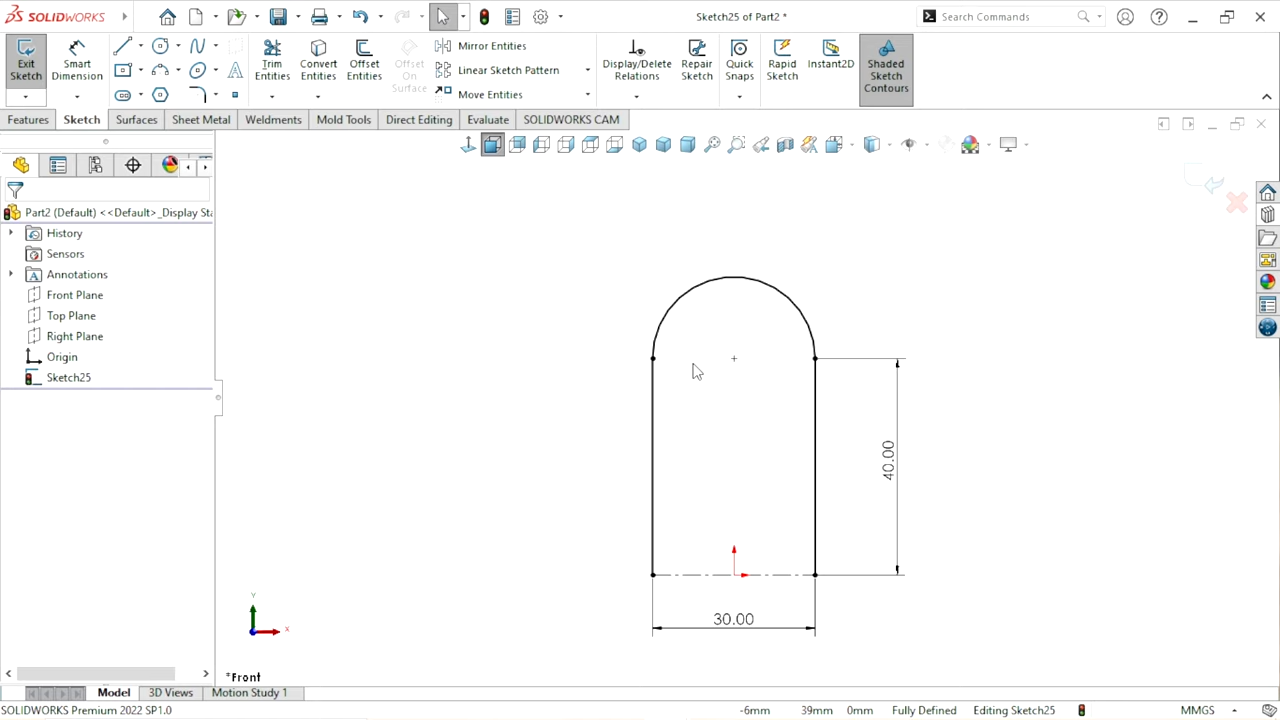 SOLIDWORKS
Sketch25 of Part2 *
Search Commands
Exit Sketch
Smart Dimension
Trim Entities
Convert Entities
Offset Entities
Offset On Surface
Mirror Entities
Linear Sketch Pattern
Move Entities
Display/Delete Relations
Repair Sketch
Quick Snaps
Rapid Sketch
Instant2D
Shaded Sketch Contours
Features
Sketch
Surfaces
Sheet Metal
Weldments
Mold Tools
Direct Editing
Evaluate
SOLIDWORKS CAM
Part2 (Default) <<Default>_Display Sta
History
Sensors
Annotations
Front Plane
Top Plane
Right Plane
Origin
Sketch25
40.00
30.00
Y
X
*Front
Model
3D Views
Motion Study 1
SOLIDWORKS Premium 2022 SP1.0
-6mm 39mm 0mm Fully Defined Editing Sketch25 MMGS